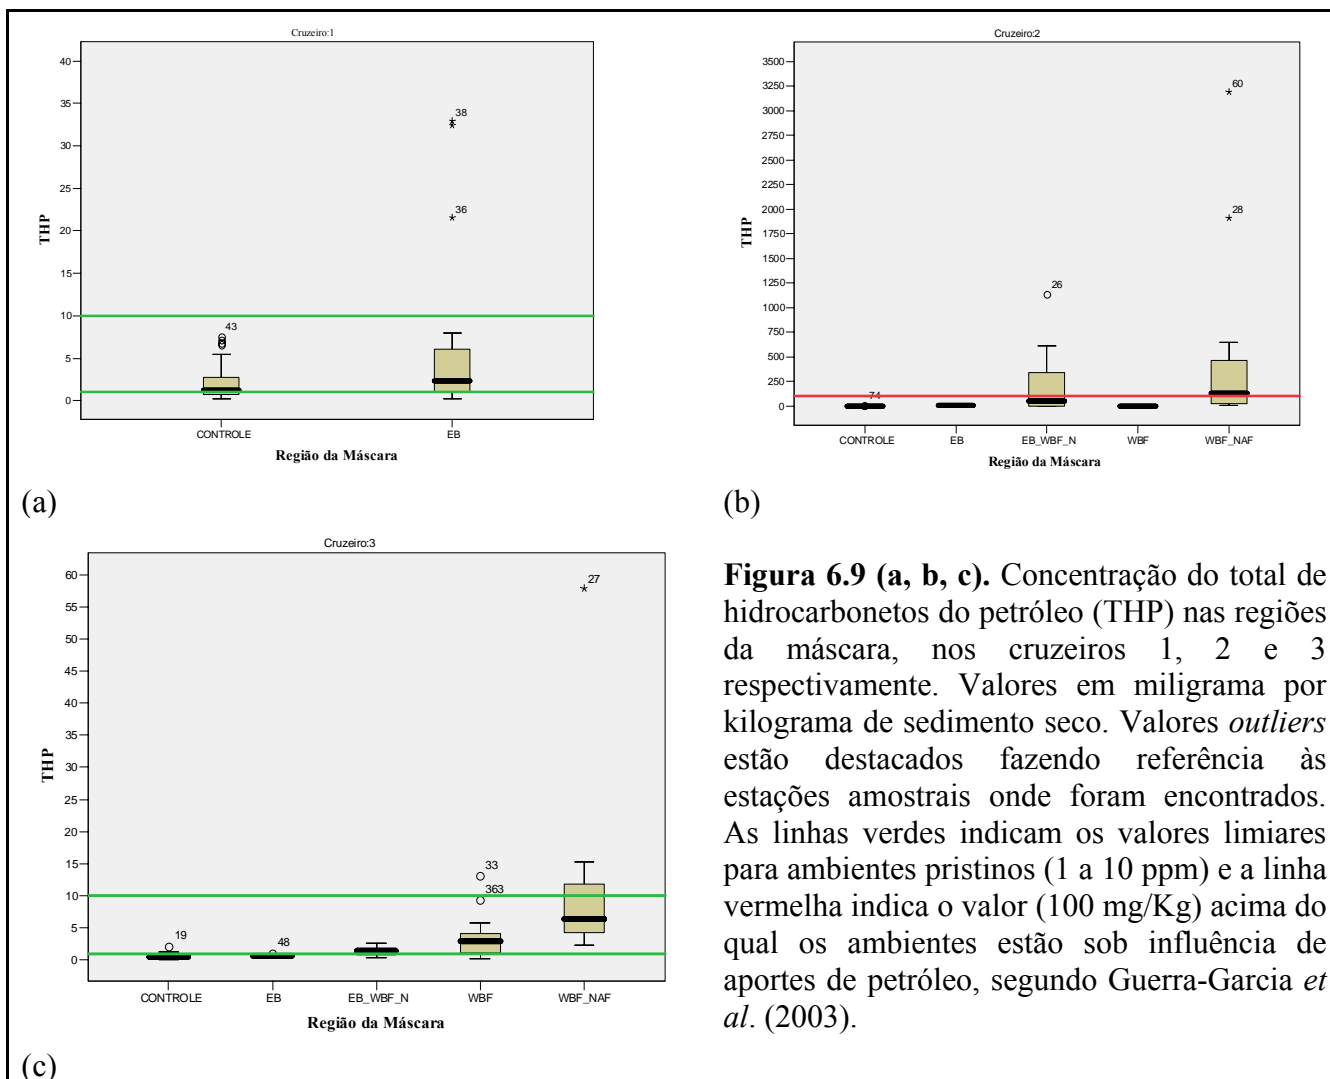 Cruzeiro:1
40
35
30
25
20
15
10
5
0
THP
38
36
43
CONTROLE
EB
Região da Máscara
(a)
Cruzeiro:2
3500
3250
3000
2750
2500
2250
2000
1750
1500
1250
1000
750
500
250
0
THP
60
28
26
74
CONTROLE
EB
EB_WBF_N
WBF
WBF_NAF
Região da Máscara
(b)
Cruzeiro:3
60
55
50
45
40
35
30
25
20
15
10
5
0
THP
27
33
363
19
48
CONTROLE
EB
EB_WBF_N
WBF
WBF_NAF
Região da Máscara
(c)
Figura 6.9 (a, b, c). Concentração do total de
hidrocarbonetos do petróleo (THP) nas regiões
da máscara, nos cruzeiros 1, 2 e 3
respectivamente. Valores em miligrama por
kilograma de sedimento seco. Valores outliers
estão destacados fazendo referência às
estações amostrais onde foram encontrados.
As linhas verdes indicam os valores limiares
para ambientes pristinos (1 a 10 ppm) e a linha
vermelha indica o valor (100 mg/Kg) acima do
qual os ambientes estão sob influência de
aportes de petróleo, segundo Guerra-Garcia et
al. (2003).